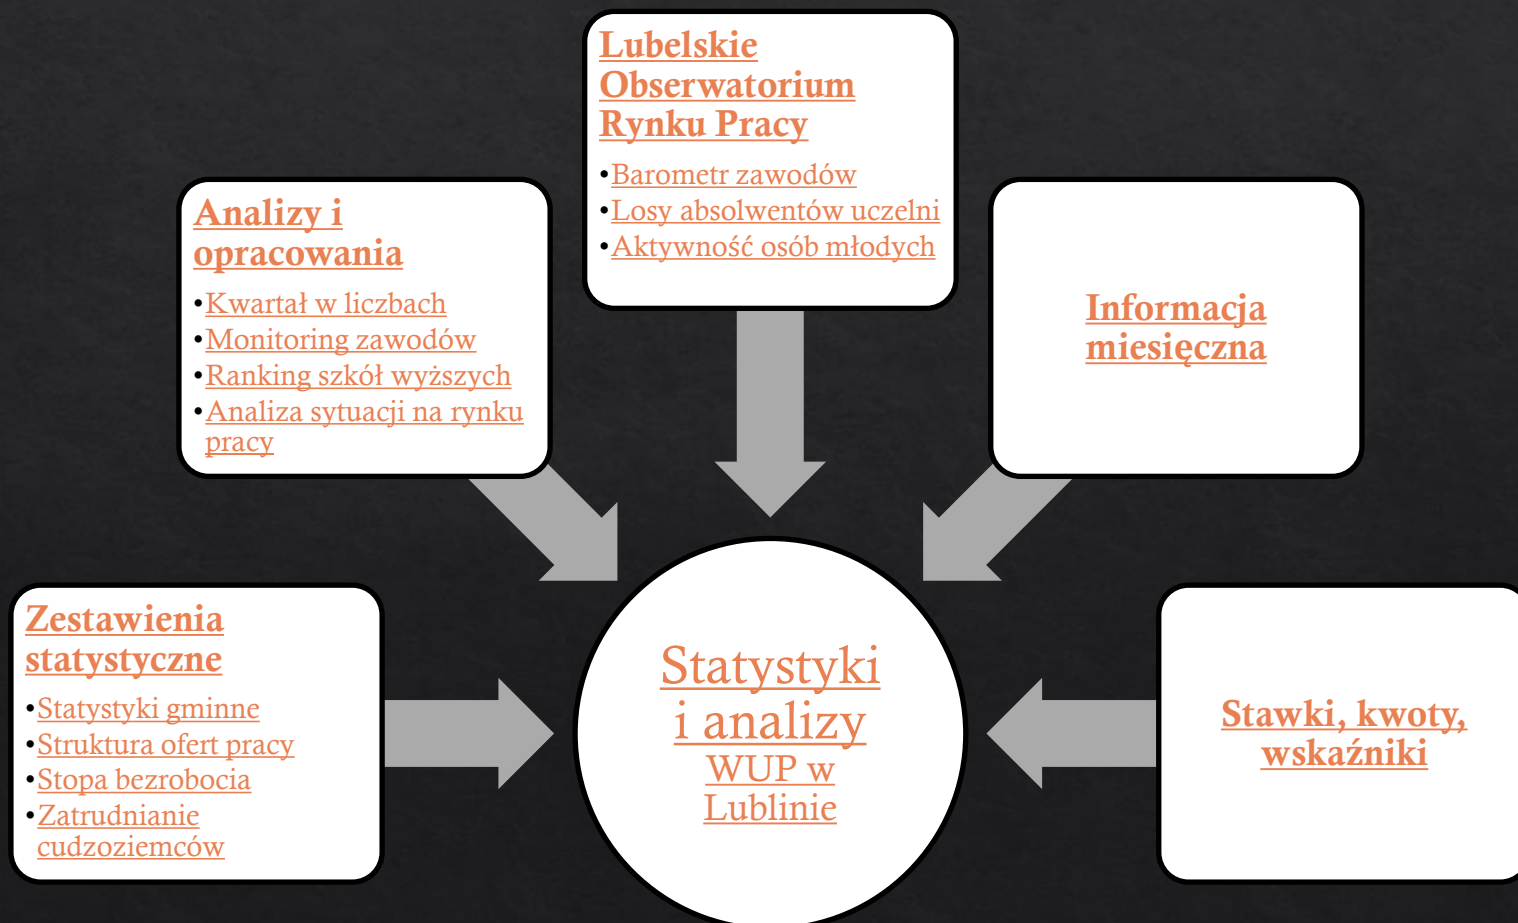 Lubelskie
Obserwatorium
Rynku Pracy
•Barometr zawodów
•Losy absolwentów uczelni
•Aktywność osób młodych
Analizy i
opracowania
•Kwartał w liczbach
•Monitoring zawodów
•Ranking szkół wyższych
•Analiza sytuacji na rynku
pracy
Informacja
miesięczna
Zestawienia
statystyczne
•Statystyki gminne
•Struktura ofert pracy
•Stopa bezrobocia
•Zatrudnianie
cudzoziemców
Statystyki
i analizy
WUP w
Lublinie
Stawki, kwoty,
wskaźniki